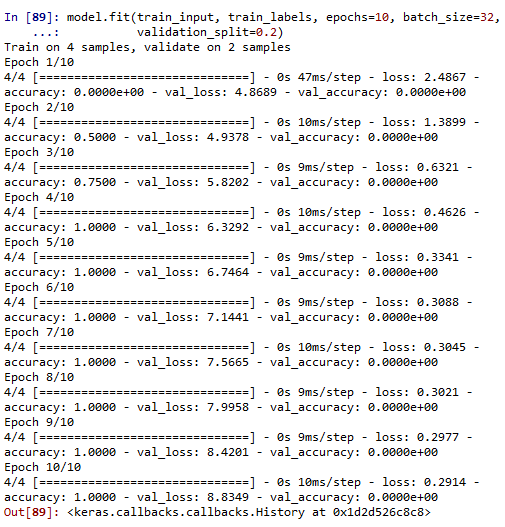 In [89]: model.fit(train_input, train_labels, epochs=10, batch_size=32,
    ...:           validation_split=0.2)
Train on 4 samples, validate on 2 samples
Epoch 1/10
4/4 [==============================] - 0s 47ms/step - loss: 2.4867 -
accuracy: 0.0000e+00 - val_loss: 4.8689 - val_accuracy: 0.0000e+00
Epoch 2/10
4/4 [==============================] - 0s 10ms/step - loss: 1.3899 -
accuracy: 0.5000 - val_loss: 4.9378 - val_accuracy: 0.0000e+00
Epoch 3/10
4/4 [==============================] - 0s 9ms/step - loss: 0.6321 -
accuracy: 0.7500 - val_loss: 5.8202 - val_accuracy: 0.0000e+00
Epoch 4/10
4/4 [==============================] - 0s 10ms/step - loss: 0.4626 -
accuracy: 1.0000 - val_loss: 6.3292 - val_accuracy: 0.0000e+00
Epoch 5/10
4/4 [==============================] - 0s 9ms/step - loss: 0.3341 -
accuracy: 1.0000 - val_loss: 6.7464 - val_accuracy: 0.0000e+00
Epoch 6/10
4/4 [==============================] - 0s 9ms/step - loss: 0.3088 -
accuracy: 1.0000 - val_loss: 7.1441 - val_accuracy: 0.0000e+00
Epoch 7/10
4/4 [==============================] - 0s 10ms/step - loss: 0.3045 -
accuracy: 1.0000 - val_loss: 7.5665 - val_accuracy: 0.0000e+00
Epoch 8/10
4/4 [==============================] - 0s 9ms/step - loss: 0.3021 -
accuracy: 1.0000 - val_loss: 7.9958 - val_accuracy: 0.0000e+00
Epoch 9/10
4/4 [==============================] - 0s 9ms/step - loss: 0.2977 -
accuracy: 1.0000 - val_loss: 8.4201 - val_accuracy: 0.0000e+00
Epoch 10/10
4/4 [==============================] - 0s 10ms/step - loss: 0.2914 -
accuracy: 1.0000 - val_loss: 8.8349 - val_accuracy: 0.0000e+00
Out[89]: <keras.callbacks.callbacks.History at 0x1d2d526c8c8>